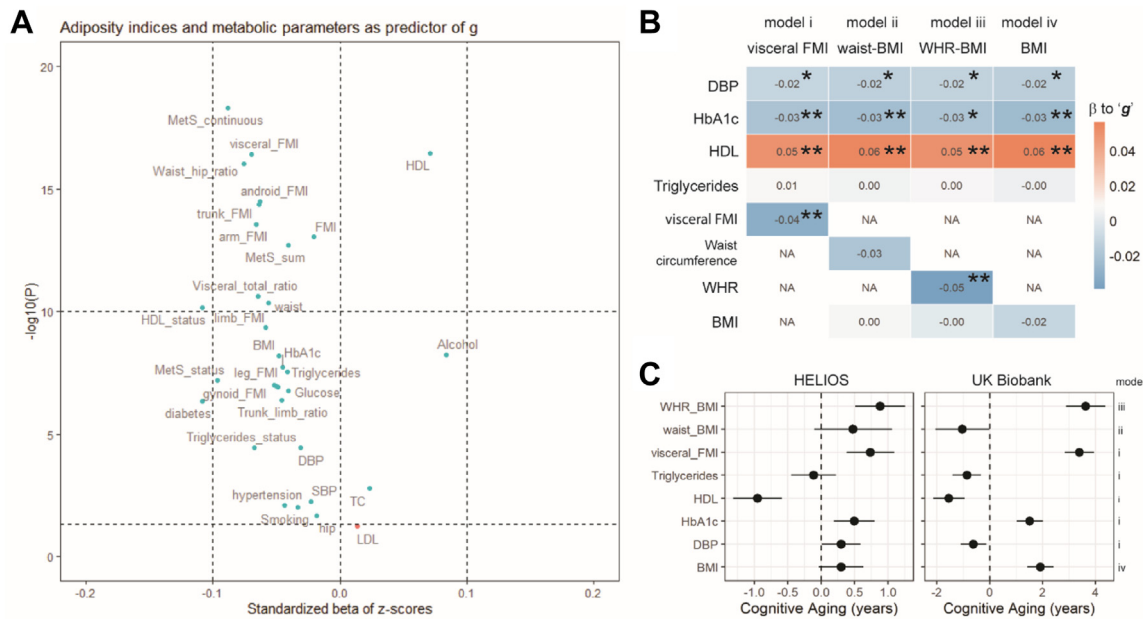 A
Adiposity indices and metabolic parameters as predictor of g
-log10(P)
20
15
10
5
0
MetS_continuous
visceral_FMI
HDL
Waist_hip_ratio
android_FMI
trunk_FMI
FMI
arm_FMI
MetS_sum
Visceral_total_ratio
waist
HDL_status
limb_FMI
BMI
HbA1c
Alcohol
MetS_status
leg_FMI
Triglycerides
gynoid_FMI
Glucose
diabetes
Trunk_limb_ratio
Triglycerides_status
DBP
hypertension
SBP
TC
Smoking
hip
LDL
-0.2 -0.1 0.0 0.1 0.2
Standardized beta of z-scores
B
model i model ii model iii model iv
visceral FMI waist-BMI WHR-BMI BMI
DBP -0.02* -0.02* -0.02* -0.02*
HbA1c -0.03** -0.03** -0.03* -0.03**
HDL 0.05** 0.06** 0.05** 0.06**
Triglycerides 0.01 0.00 0.00 -0.00
visceral FMI -0.04** NA NA NA
Waist
circumference NA -0.03 NA NA
WHR NA NA -0.05** NA
BMI NA 0.00 -0.00 -0.02
β to 'g'
0.04
0.02
0
-0.02
C
HELIOS UK Biobank mode
WHR_BMI iii
waist_BMI ii
visceral_FMI i
Triglycerides i
HDL i
HbA1c i
DBP i
BMI iv
-1.0 -0.5 0.0 0.5 1.0 -2 0 2 4
Cognitive Aging (years) Cognitive Aging (years)